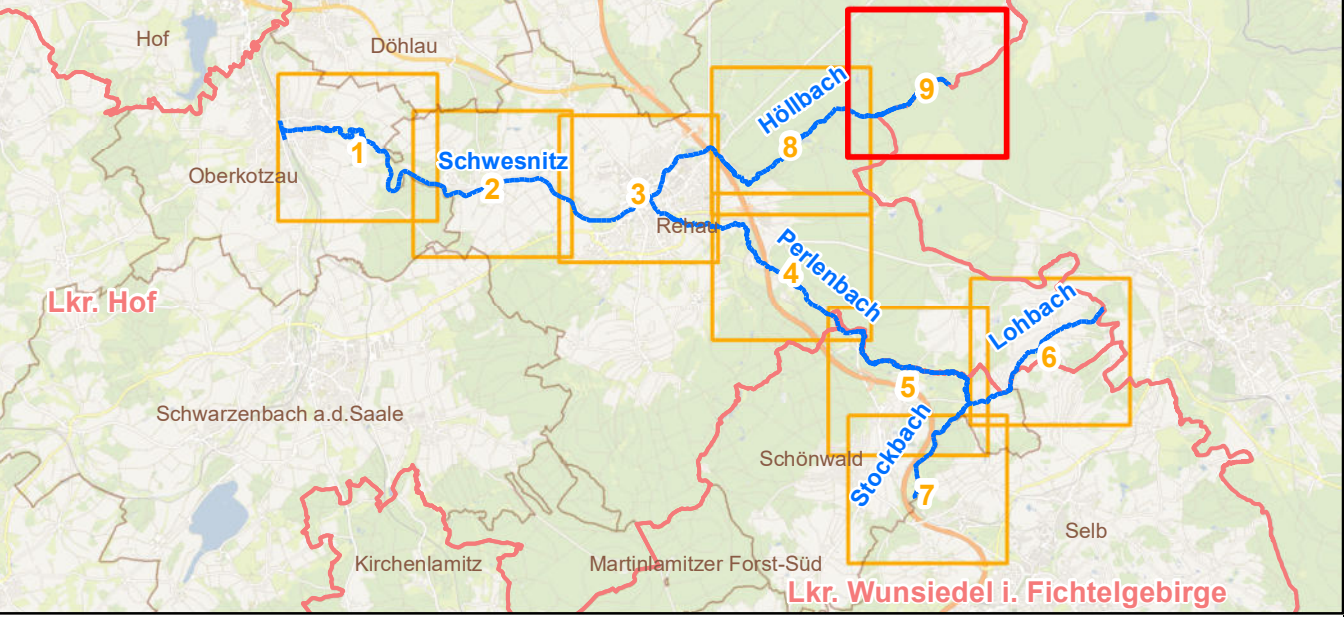 Hof
Döhlau
Höllbach
9
8
1
Schwesnitz
2
Oberkotzau
3
Rehau
Perlenbach
4
Lkr. Hof
Lohbach
6
5
Schwarzenbach a.d.Saale
Stockbach
Schönwald
7
Selb
Kirchenlamitz
Martinlamitzer Forst-Süd
Lkr. Wunsiedel i. Fichtelgebirge